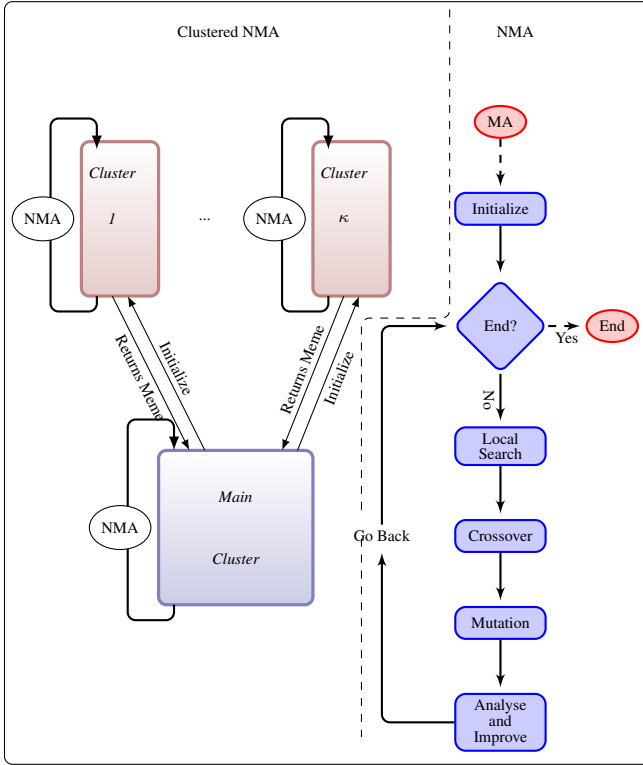 Clustered NMA
NMA
Cluster
1
NMA
...
Cluster
κ
NMA
Returns Meme
Initialize
Returns Meme
Initialize
Main
Cluster
NMA
MA
Initialize
End?
Yes
End
No
Local
Search
Crossover
Mutation
Analyse
and
Improve
Go Back